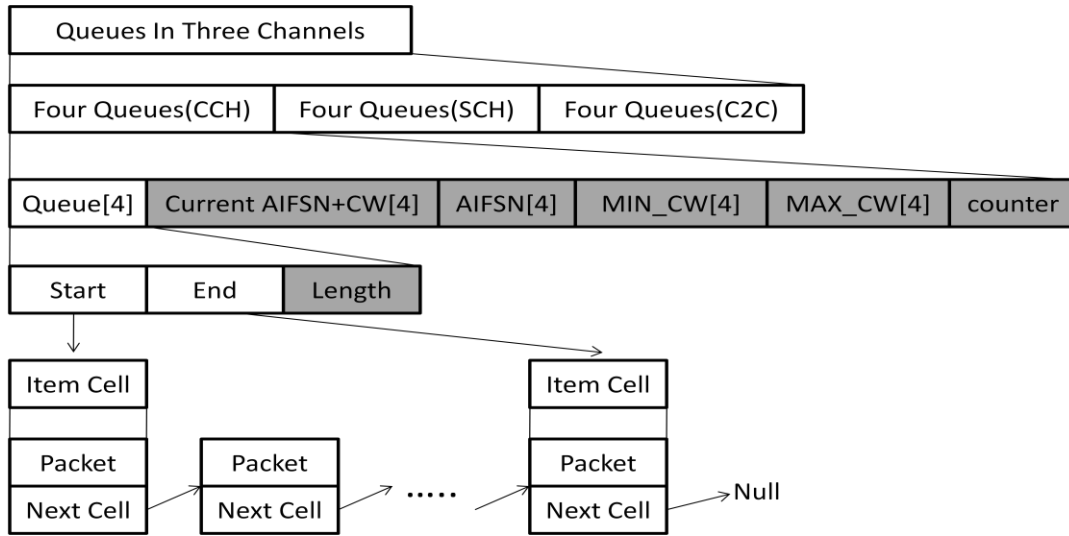 Queues In Three Channels
Four Queues(CCH) Four Queues(SCH) Four Queues(C2C)
Queue[4] Current AIFSN+CW[4] AIFSN[4] MIN_CW[4] MAX_CW[4] counter
Start End Length
Item Cell Item Cell
Packet Packet Packet
Next Cell Next Cell ..... Next Cell Null